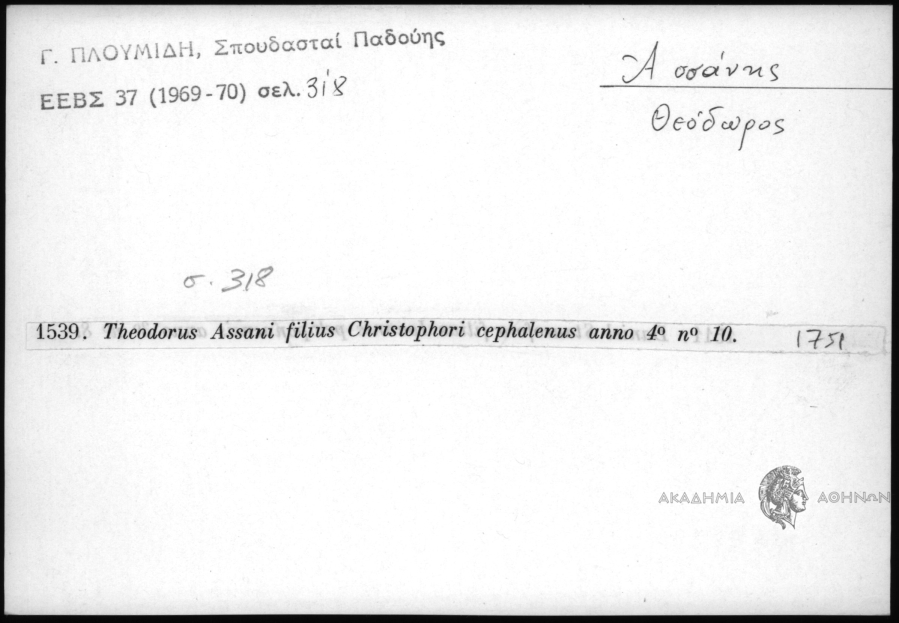 Γ. ΠΛΟΥΜΙΔΗ, Σπουδασταί Παδούης
ΕΕΒΣ 37 (1969-70) σελ. 318
Ἀσσάνης
Θεόδωρος
σ. 318
1539. Theodorus Assani filius Christophori cephalenus anno 4º nº 10. 1751
ΑΚΑΔΗΜΙΑ ΑΘΗΝΩΝ